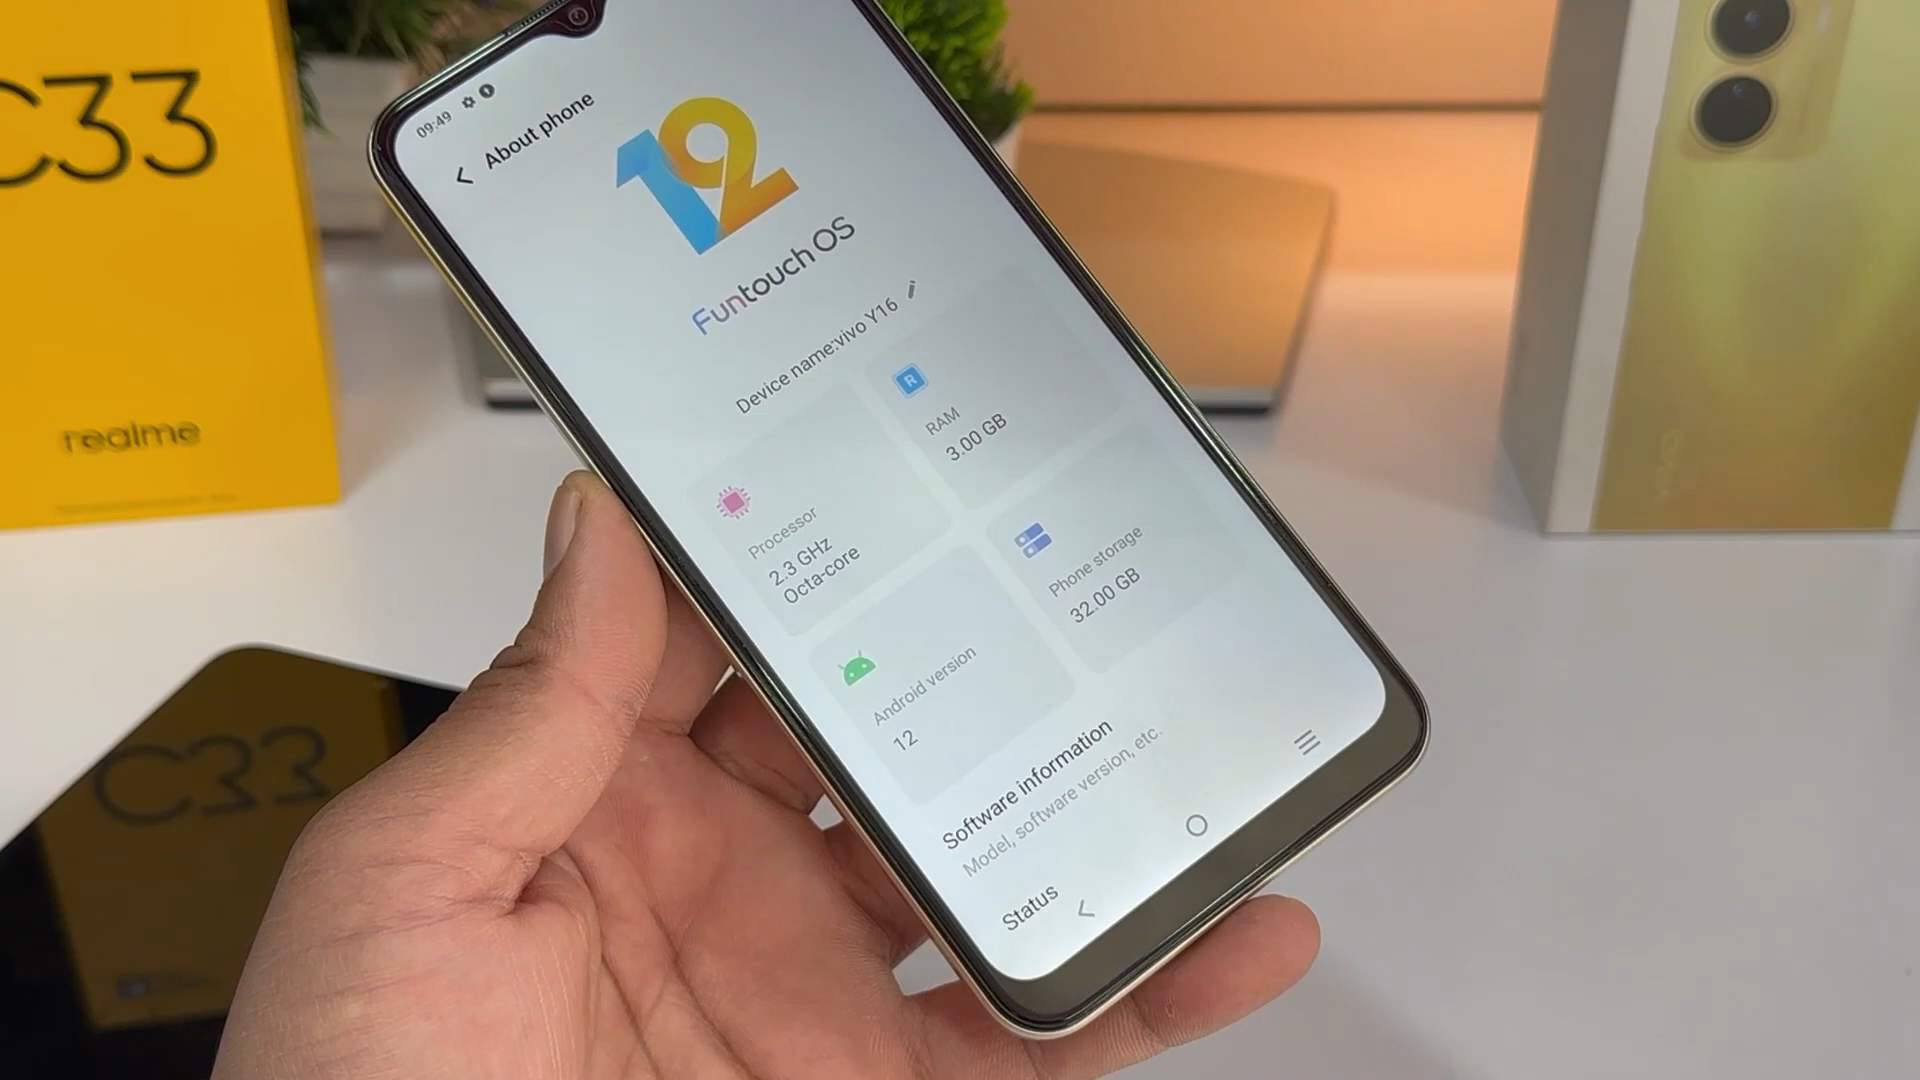 C33
realme
09:49
About phone
12
Funtouch OS
Device name:vivo Y16
R
RAM
3.00 GB
Processor
2.3 GHz
Octa-core
Phone storage
32.00 GB
Android version
12
Software information
Model, software version, etc.
Status
vivo
C33